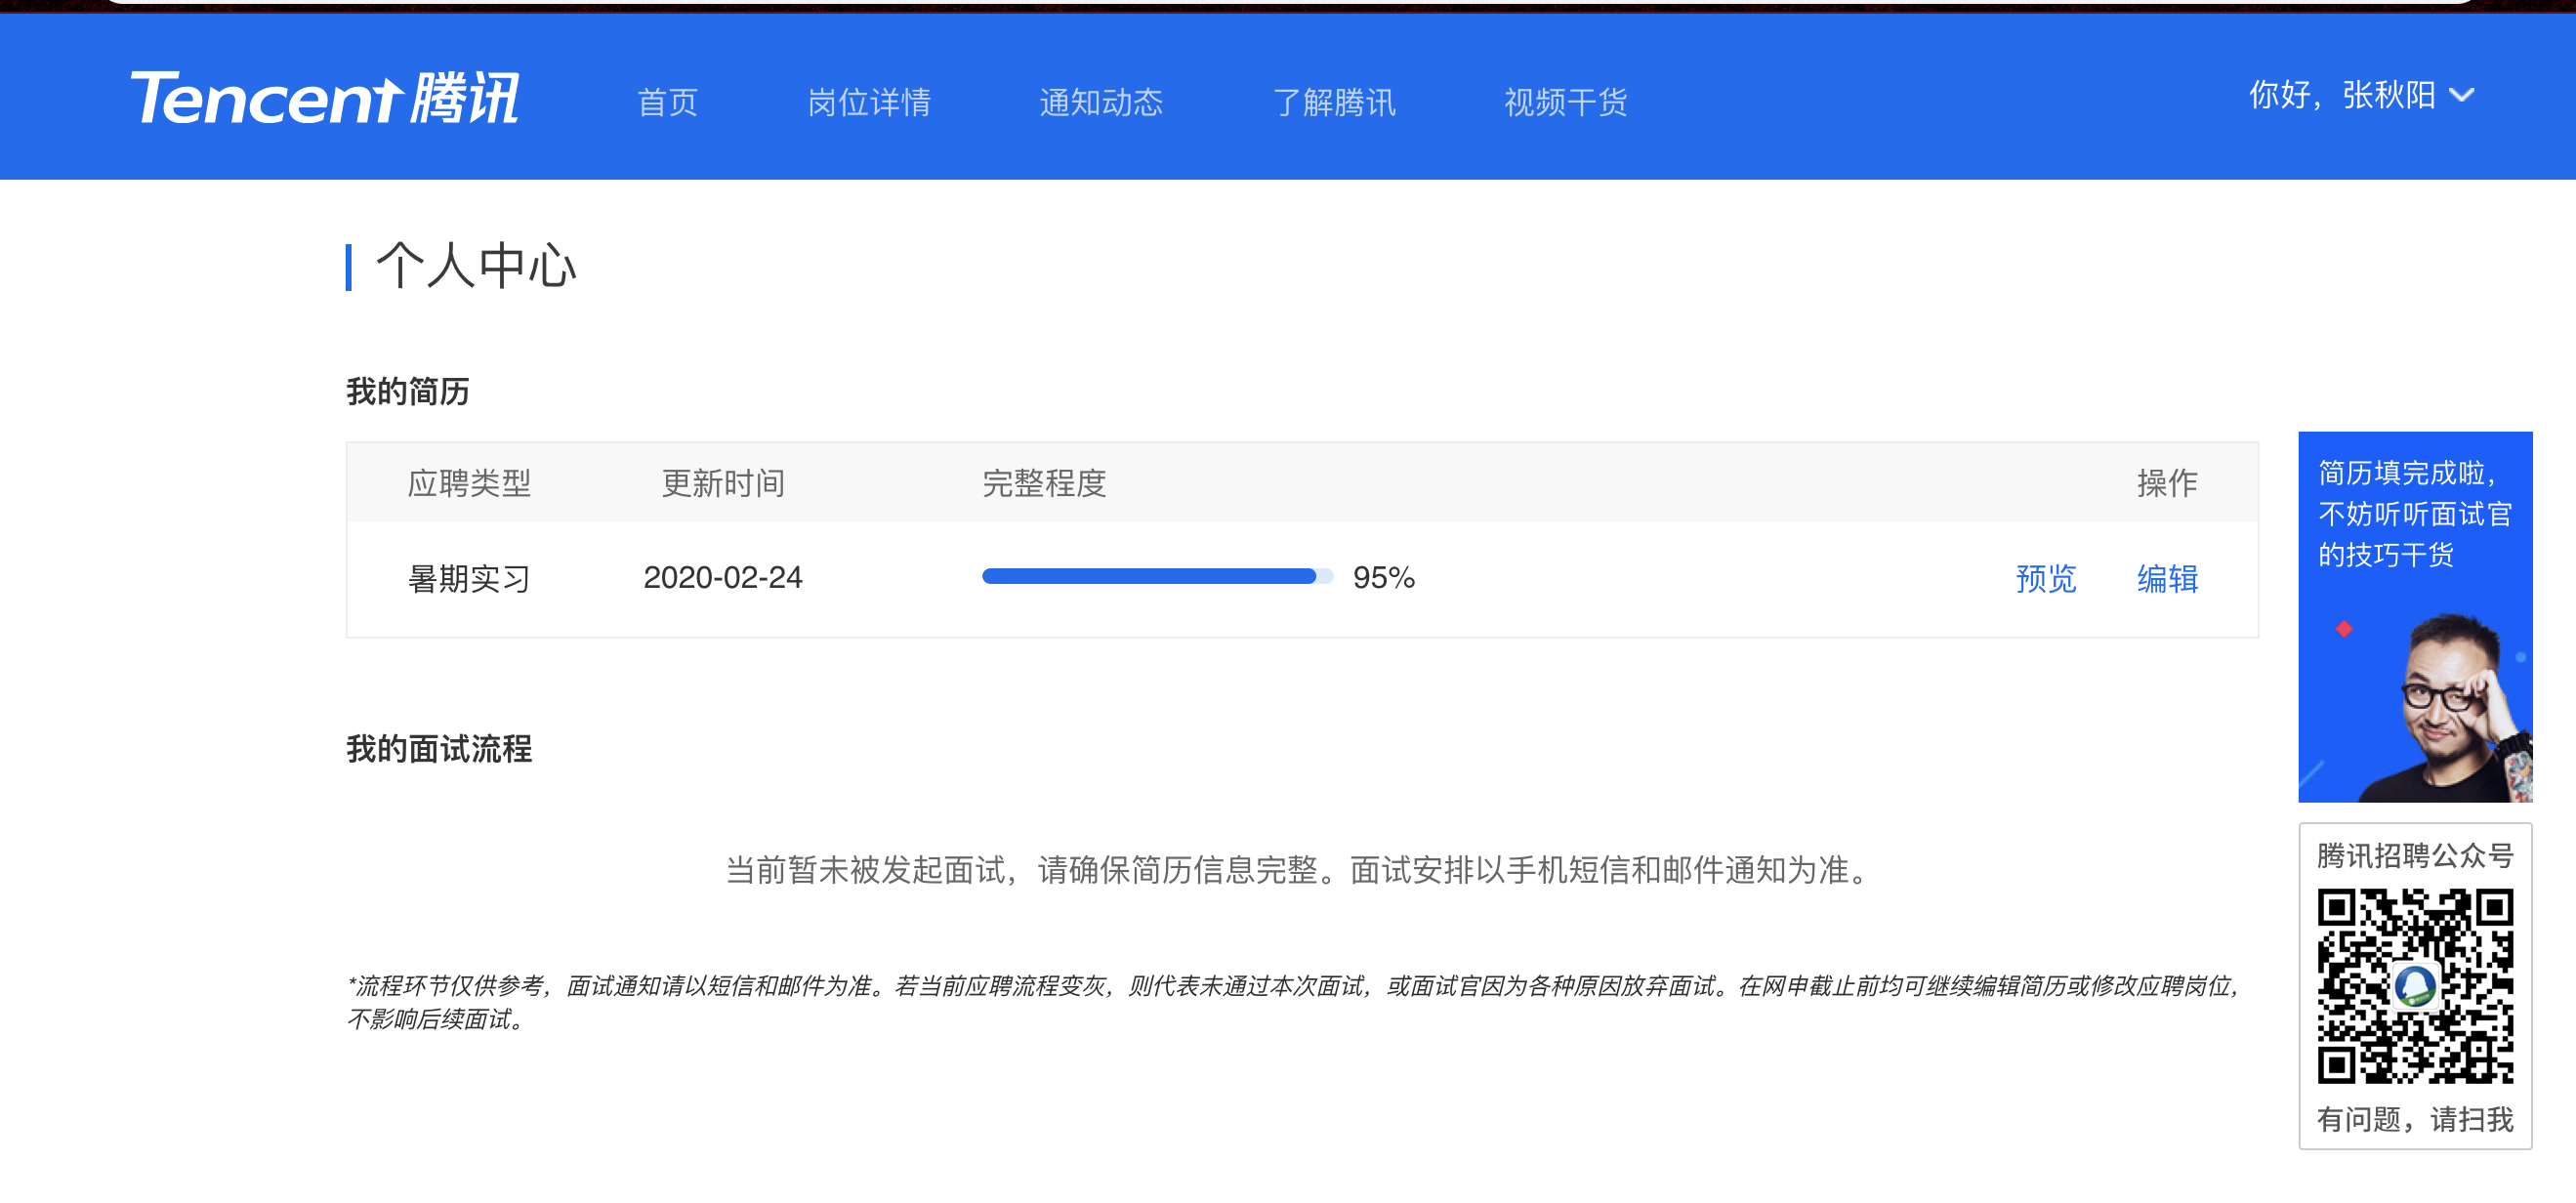 Tencent腾讯
首页
岗位详情
通知动态
了解腾讯
视频干货
你好，张秋阳
个人中心
我的简历
应聘类型
更新时间
完整程度
操作
暑期实习
2020-02-24
95%
预览
编辑
简历填完成啦，
不妨听听面试官
的技巧干货
我的面试流程
当前暂未被发起面试，请确保简历信息完整。面试安排以手机短信和邮件通知为准。
*流程环节仅供参考，面试通知请以短信和邮件为准。若当前应聘流程变灰，则代表未通过本次面试，或面试官因为各种原因放弃面试。在网申截止前均可继续编辑简历或修改应聘岗位，
不影响后续面试。
腾讯招聘公众号
有问题，请扫我